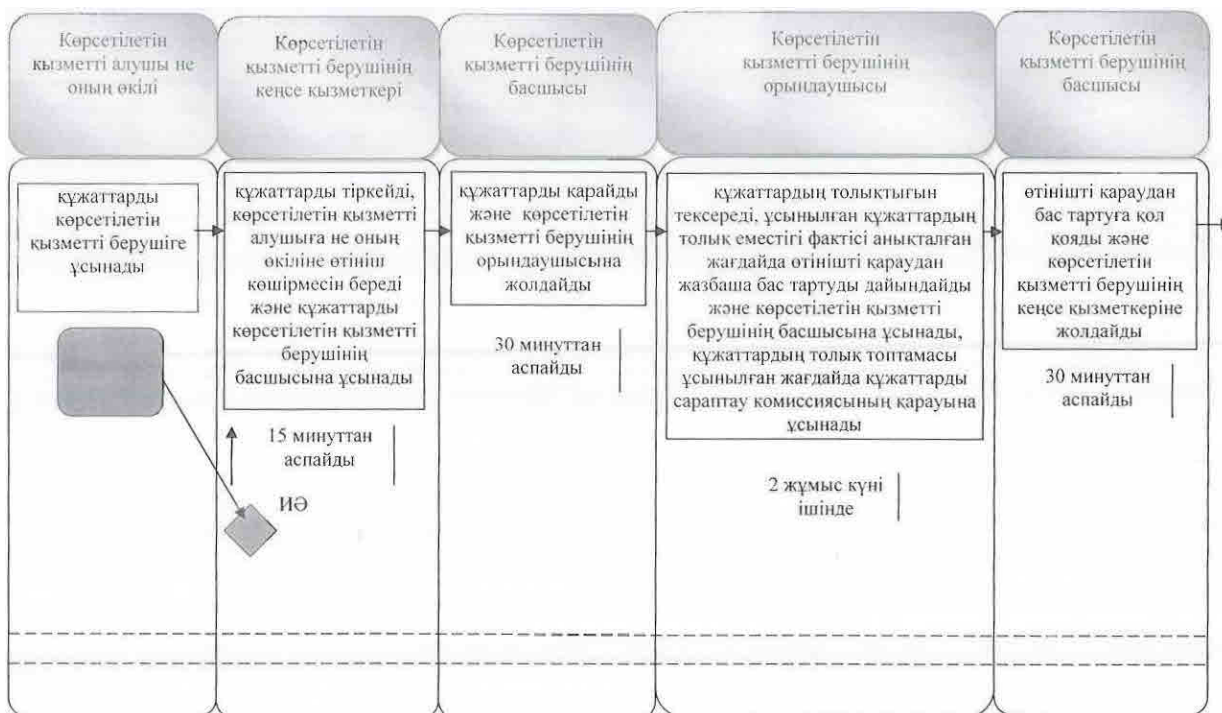 Көрсетілетін
қызметті алушы не
оның өкілі
Көрсетілетін
қызметті берушінің
кеңсе қызметкері
Көрсетілетін
қызметті берушінің
басшысы
Көрсетілетін
қызметті берушінің
орындаушысы
Көрсетілетін
қызметті берушінің
басшысы
құжаттарды
көрсетілетін
қызметті берушіге
ұсынады
құжаттарды тіркейді,
көрсетілетін қызметті
алушыға не оның
өкіліне өтініш
көшірмесін береді
және құжаттарды
көрсетілетін қызметті
берушінің
басшысына ұсынады
15 минуттан
аспайды
ИӘ
құжаттарды қарайды
және көрсетілетін
қызметті берушінің
орындаушысына
жолдайды
30 минуттан
аспайды
құжаттардың толықтығын
тексереді, ұсынылған құжаттардың
толық еместігі фактісі анықталған
жағдайда өтінішті қараудан
жазбаша бас тартуды дайындайды
және көрсетілетін қызметті
берушінің басшысына ұсынады,
құжаттардың толық топтамасы
ұсынылған жағдайда құжаттарды
сараптау комиссиясының қарауына
ұсынады
2 жұмыс күні
ішінде
өтінішті қараудан
бас тартуға қол
қояды және
көрсетілетін
қызметті берушінің
кеңсе қызметкеріне
жолдайды
30 минуттан
аспайды